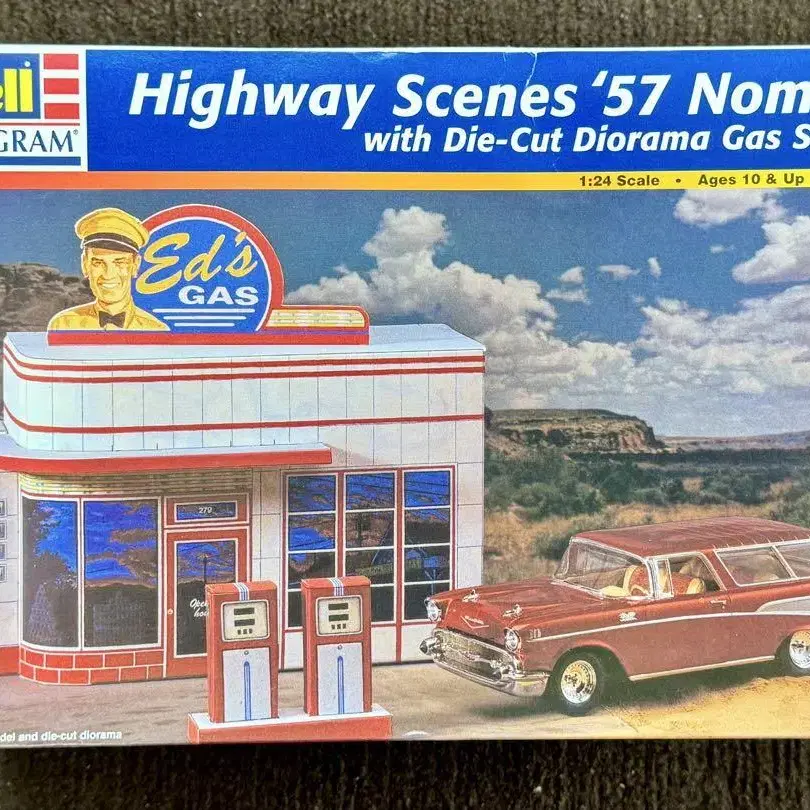 ell
GRAM®
Highway Scenes '57 Nom
with Die-Cut Diorama Gas S
1:24 Scale • Ages 10 & Up
Ed's
GAS
279
Open
del and die-cut diorama